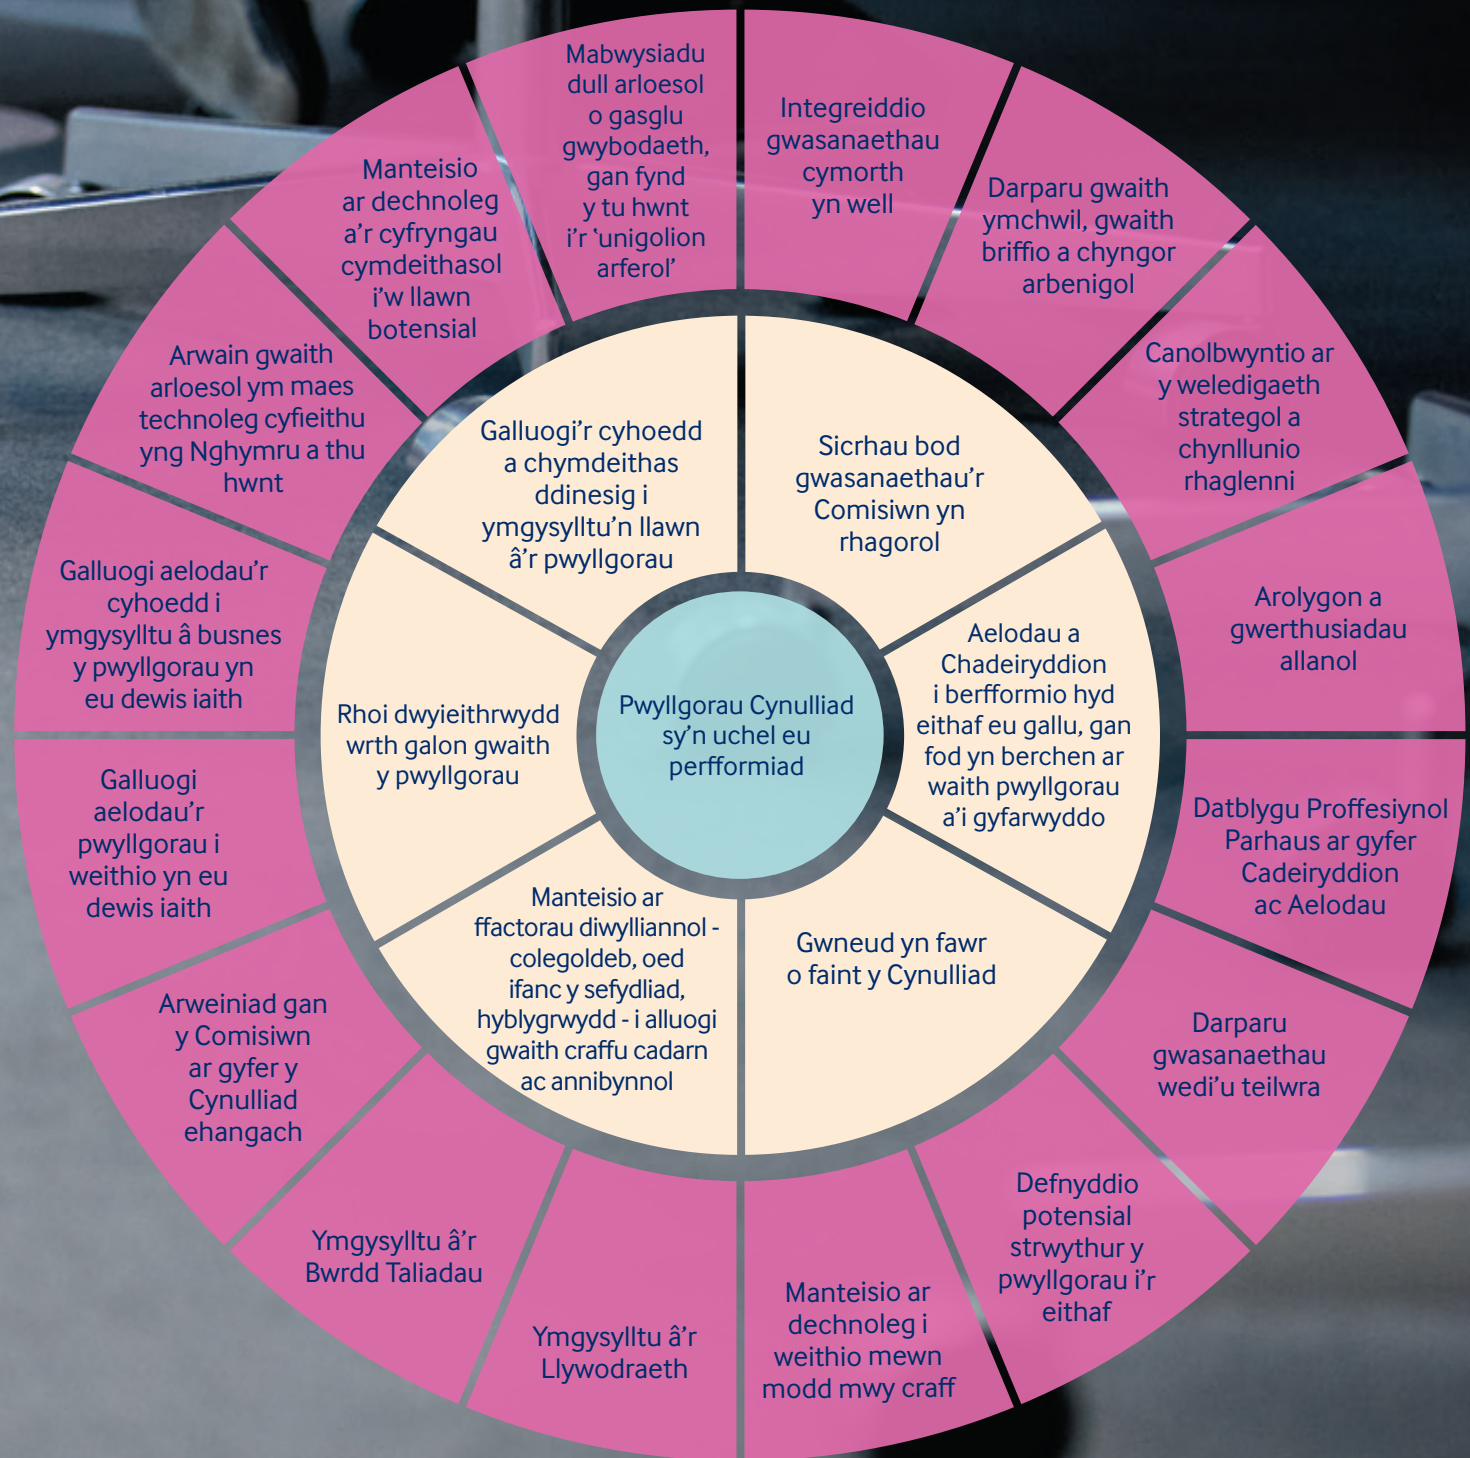 Mabwysiadu
dull arloesol
o gasglu
gwybodaeth,
gan fynd
y tu hwnt
i'r ‛unigolion
arferol’
Integreiddio
gwasanaethau
cymorth
yn well
Darparu gwaith
ymchwil, gwaith
briffio a chyngor
arbenigol
Canolbwyntio ar
y weledigaeth
strategol a
chynllunio
rhaglenni
Arolygon a
gwerthusiadau
allanol
Datblygu Proffesiynol
Parhaus ar gyfer
Cadeiryddion
ac Aelodau
Darparu
gwasanaethau
wedi’u teilwra
Defnyddio
potensial
strwythur y
pwyllgorau i’r
eithaf
Manteisio ar
dechnoleg i
weithio mewn
modd mwy craff
Ymgysylltu â’r
Llywodraeth
Ymgysylltu â’r
Bwrdd Taliadau
Arweiniad gan
y Comisiwn
ar gyfer y
Cynulliad
ehangach
Galluogi
aelodau’r
pwyllgorau i
weithio yn eu
dewis iaith
Galluogi aelodau’r
cyhoedd i
ymgysylltu â busnes
y pwyllgorau yn
eu dewis iaith
Arwain gwaith
arloesol ym maes
technoleg cyfieithu
yng Nghymru a thu
hwnt
Manteisio
ar dechnoleg
a’r cyfryngau
cymdeithasol
i’w llawn
botensial
Galluogi’r cyhoedd
a chymdeithas
ddinesig i
ymgysylltu’n llawn
â’r pwyllgorau
Sicrhau bod
gwasanaethau’r
Comisiwn yn
rhagorol
Aelodau a
Chadeiryddion
i berfformio hyd
eithaf eu gallu, gan
fod yn berchen ar
waith pwyllgorau
a’i gyfarwyddo
Gwneud yn fawr
o faint y Cynulliad
Manteisio ar
ffactorau diwylliannol -
colegoldeb, oed
ifanc y sefydliad,
hyblygrwydd - i alluogi
gwaith craffu cadarn
ac annibynnol
Rhoi dwyieithrwydd
wrth galon gwaith
y pwyllgorau
Pwyllgorau Cynulliad
sy’n uchel eu
perfformiad